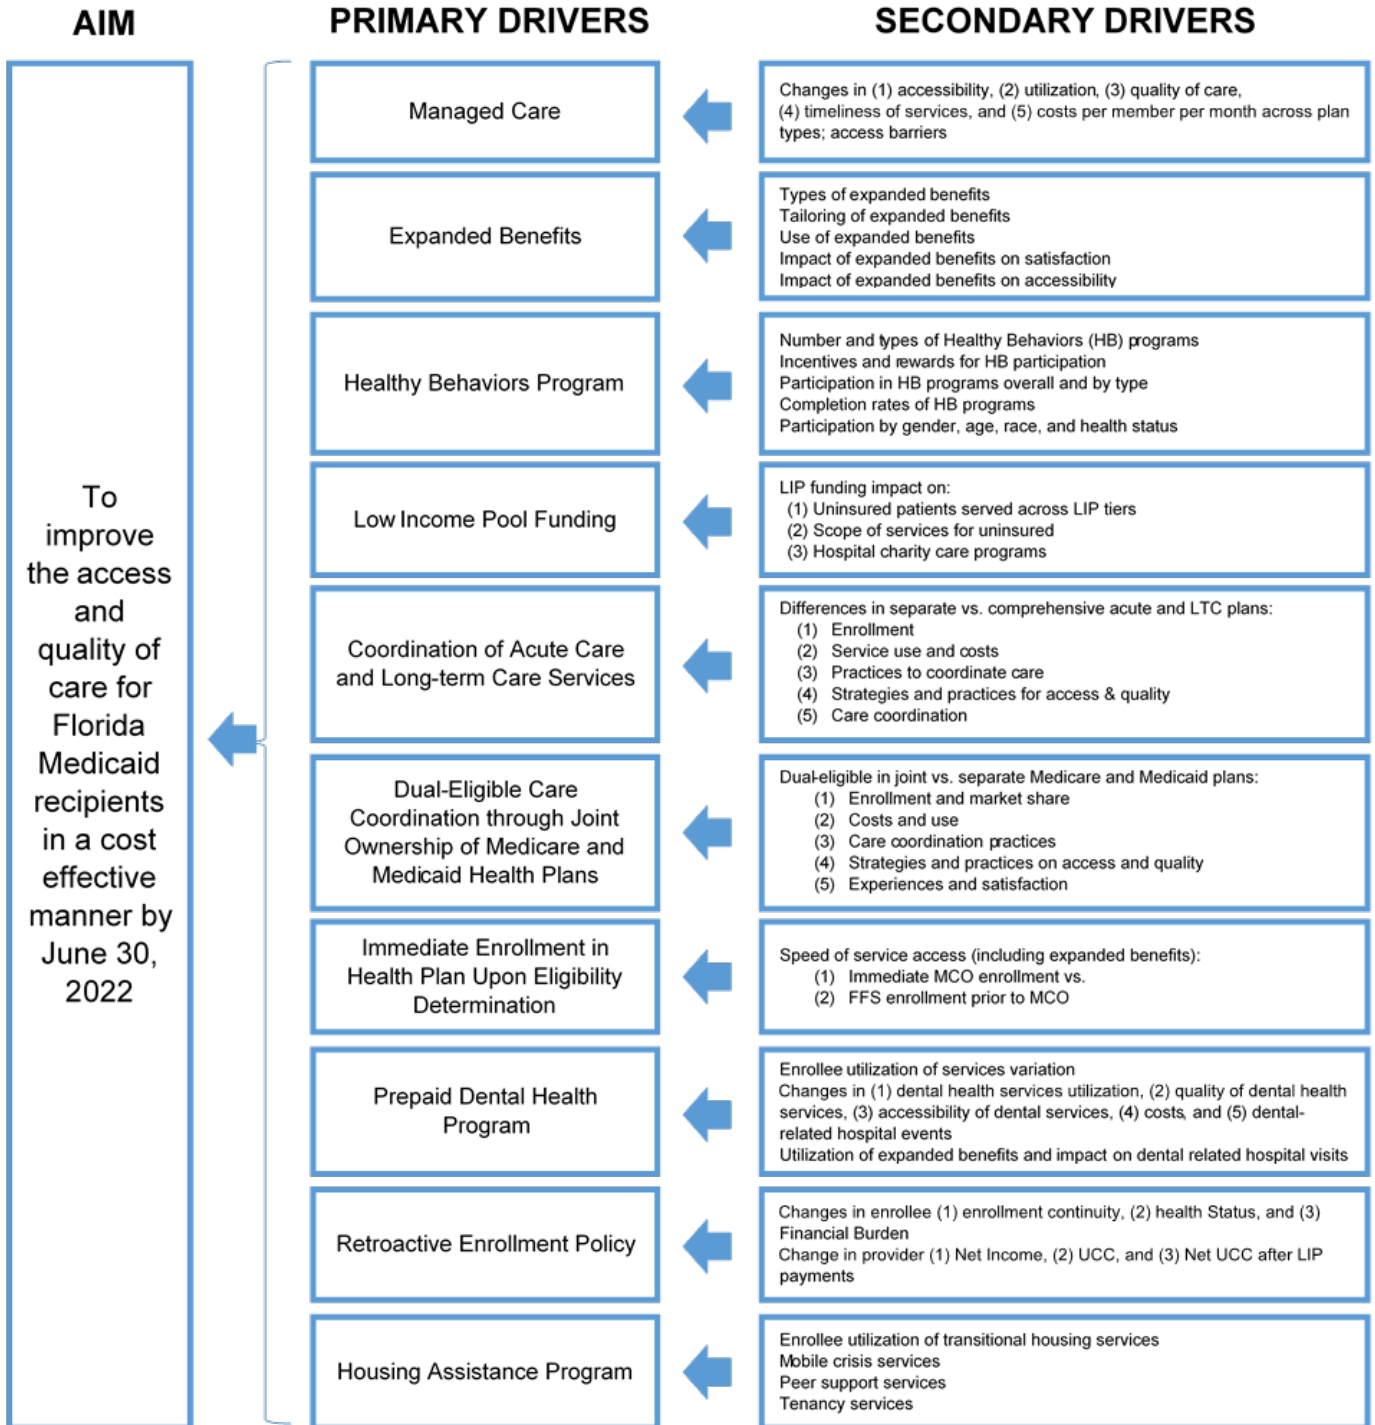 AIM
PRIMARY DRIVERS
SECONDARY DRIVERS
To
improve
the access
and
quality of
care for
Florida
Medicaid
recipients
in a cost
effective
manner by
June 30,
2022
Managed Care
Changes in (1) accessibility, (2) utilization, (3) quality of care,
(4) timeliness of services, and (5) costs per member per month across plan
types; access barriers
Expanded Benefits
Types of expanded benefits
Tailoring of expanded benefits
Use of expanded benefits
Impact of expanded benefits on satisfaction
Impact of expanded benefits on accessibility
Healthy Behaviors Program
Number and types of Healthy Behaviors (HB) programs
Incentives and rewards for HB participation
Participation in HB programs overall and by type
Completion rates of HB programs
Participation by gender, age, race, and health status
Low Income Pool Funding
LIP funding impact on:
(1) Uninsured patients served across LIP tiers
(2) Scope of services for uninsured
(3) Hospital charity care programs
Coordination of Acute Care
and Long-term Care Services
Differences in separate vs. comprehensive acute and LTC plans:
(1) Enrollment
(2) Service use and costs
(3) Practices to coordinate care
(4) Strategies and practices for access & quality
(5) Care coordination
Dual-Eligible Care
Coordination through Joint
Ownership of Medicare and
Medicaid Health Plans
Dual-eligible in joint vs. separate Medicare and Medicaid plans:
(1) Enrollment and market share
(2) Costs and use
(3) Care coordination practices
(4) Strategies and practices on access and quality
(5) Experiences and satisfaction
Immediate Enrollment in
Health Plan Upon Eligibility
Determination
Speed of service access (including expanded benefits):
(1) Immediate MCO enrollment vs.
(2) FFS enrollment prior to MCO
Prepaid Dental Health
Program
Enrollee utilization of services variation
Changes in (1) dental health services utilization, (2) quality of dental health
services, (3) accessibility of dental services, (4) costs, and (5) dental-
related hospital events
Utilization of expanded benefits and impact on dental related hospital visits
Retroactive Enrollment Policy
Changes in enrollee (1) enrollment continuity, (2) health Status, and (3)
Financial Burden
Change in provider (1) Net Income, (2) UCC, and (3) Net UCC after LIP
payments
Housing Assistance Program
Enrollee utilization of transitional housing services
Mobile crisis services
Peer support services
Tenancy services